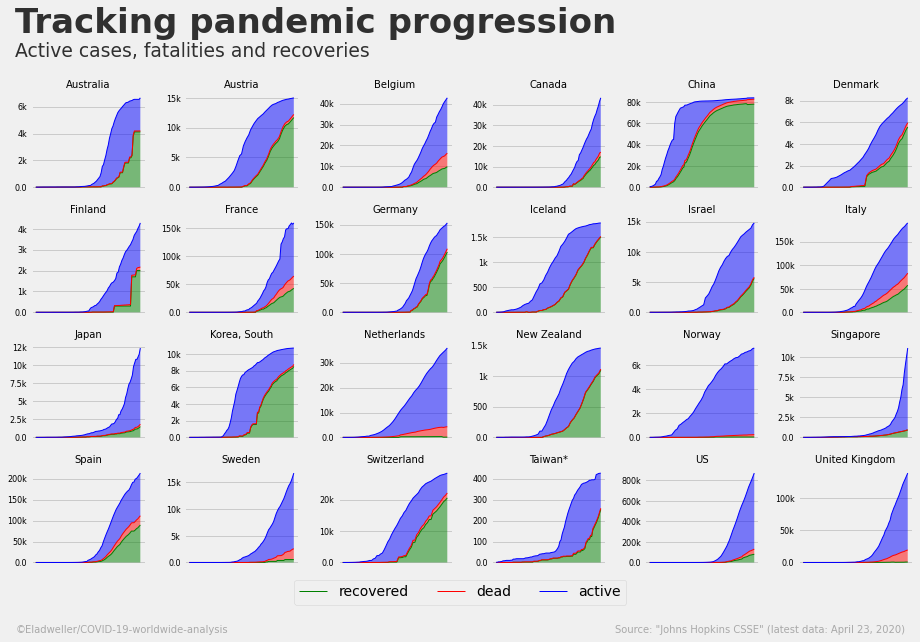 Tracking pandemic progression
Active cases, fatalities and recoveries
Australia Austria Belgium Canada China Denmark
6k 4k 2k 0.0
15k 10k 5k 0.0
40k 30k 20k 10k 0.0
40k 30k 20k 10k 0.0
80k 60k 40k 20k 0.0
8k 6k 4k 2k 0.0
Finland France Germany Iceland Israel Italy
4k 3k 2k 1k 0.0
150k 100k 50k 0.0
150k 100k 50k 0.0
1.5k 1k 500 0.0
15k 10k 5k 0.0
150k 100k 50k 0.0
Japan Korea, South Netherlands New Zealand Norway Singapore
12k 10k 7.5k 5k 2.5k 0.0
10k 8k 6k 4k 2k 0.0
30k 20k 10k 0.0
1.5k 1k 500 0.0
6k 4k 2k 0.0
10k 7.5k 5k 2.5k 0.0
Spain Sweden Switzerland Taiwan* US United Kingdom
200k 150k 100k 50k 0.0
15k 10k 5k 0.0
20k 10k 0.0
400 300 200 100 0.0
800k 600k 400k 200k 0.0
100k 50k 0.0
recovered dead active
©Eladweller/COVID-19-worldwide-analysis
Source: "Johns Hopkins CSSE" (latest data: April 23, 2020)